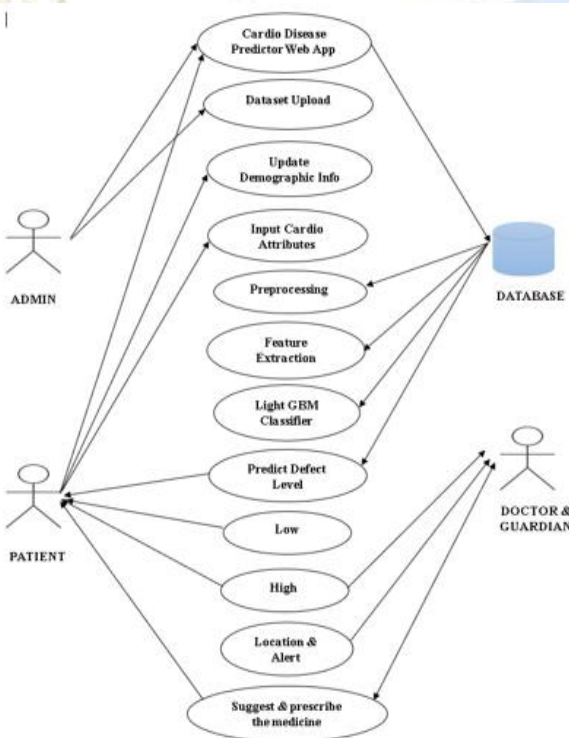 Cardio Disease
Predictor Web App
Dataset Upload
Update
Demographic Info
Input Cardio
Attributes
ADMIN
Preprocessing
DATABASE
Feature
Extraction
Light GBM
Classifier
Predict Defect
Level
DOCTOR &
GUARDIAN
Low
PATIENT
High
Location &
Alert
Suggest & prescribe
the medicine